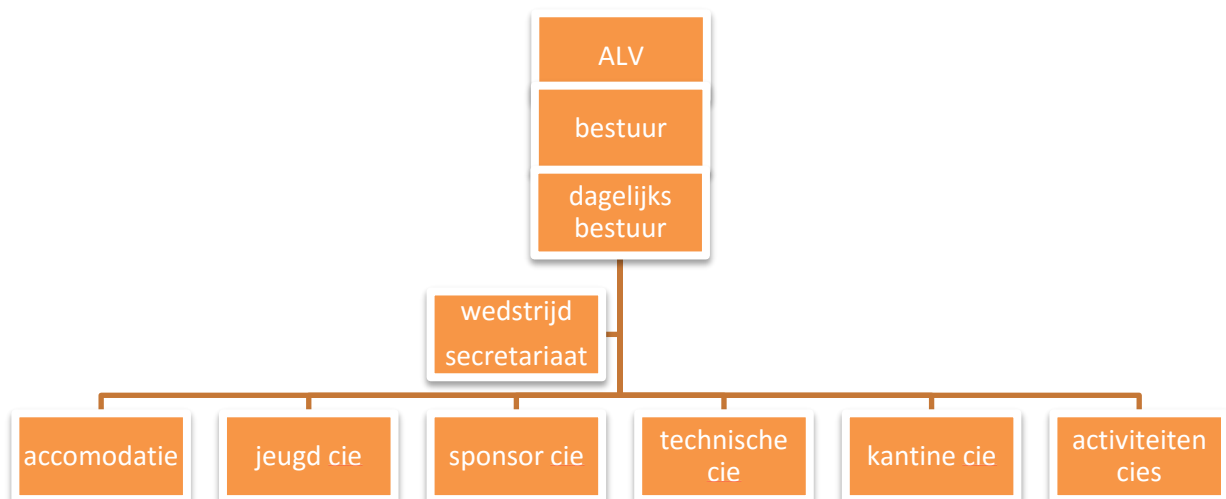 ALV
bestuur
dagelijks
bestuur
wedstrijd
secretariaat
accomodatie
jeugd cie
sponsor cie
technische
cie
kantine cie
activiteiten
cies